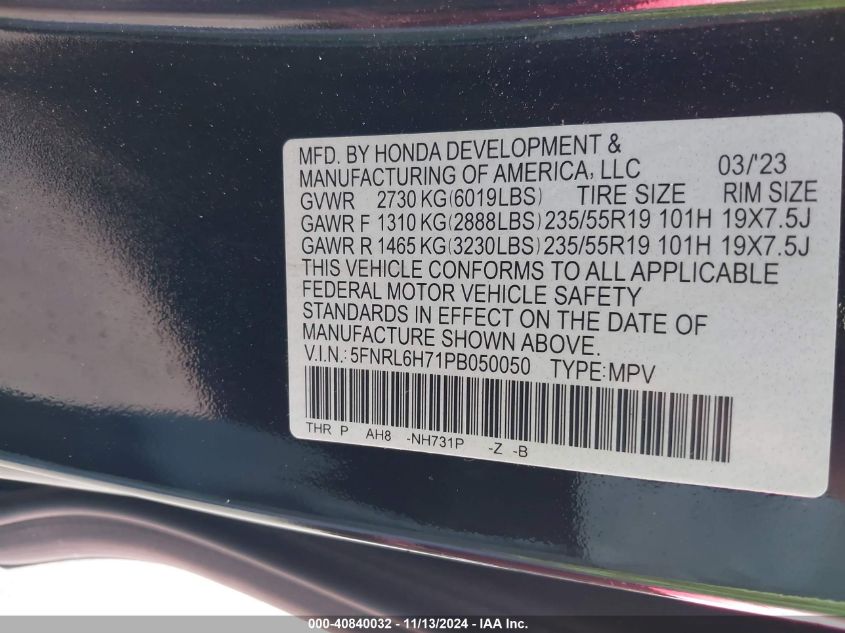 MFD. BY HONDA DEVELOPMENT &
MANUFACTURING OF AMERICA, LLC 03/'23
GVWR 2730 KG(6019LBS) TIRE SIZE RIM SIZE
GAWR F 1310 KG(2888LBS) 235/55R19 101H 19X7.5J
GAWR R 1465 KG(3230LBS) 235/55R19 101H 19X7.5J
THIS VEHICLE CONFORMS TO ALL APPLICABLE
FEDERAL MOTOR VEHICLE SAFETY
STANDARDS IN EFFECT ON THE DATE OF
MANUFACTURE SHOWN ABOVE.
V.I.N.: 5FNRL6H71PB050050 TYPE:MPV
THR P AH8 -NH731P -Z -B
000-40840032 - 11/13/2024 - IAA Inc.